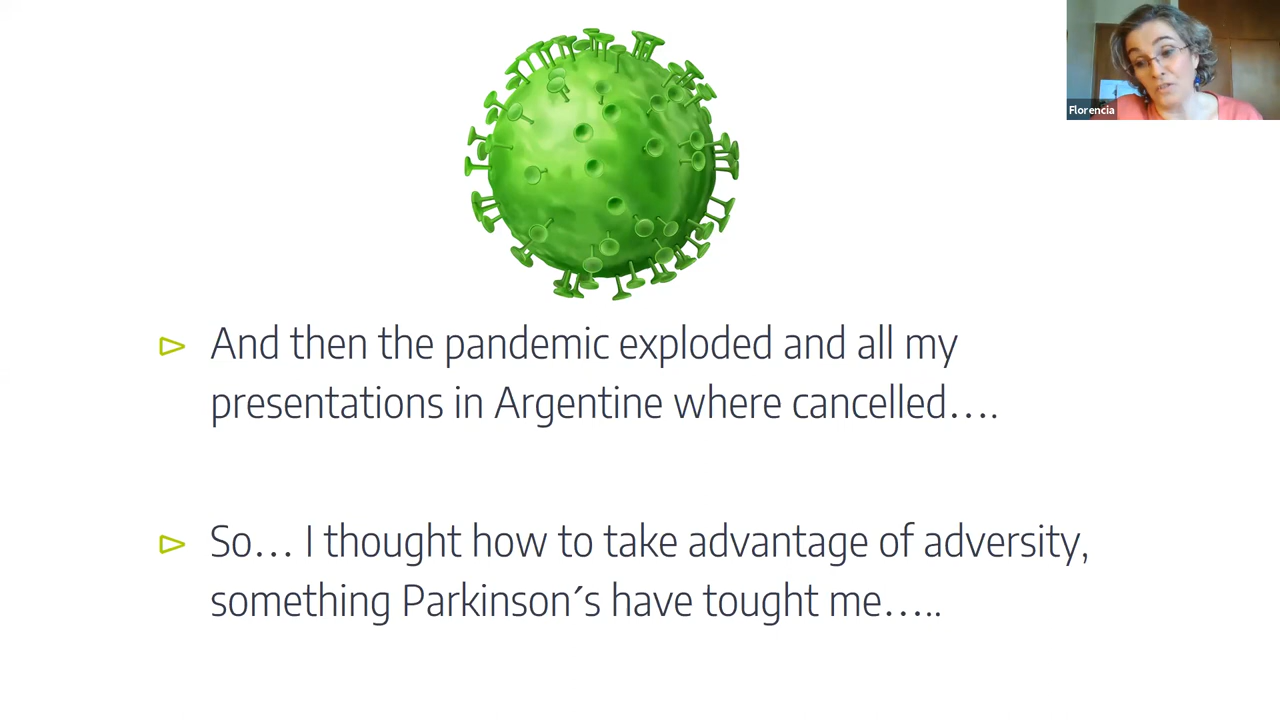 Florencia
And then the pandemic exploded and all my
presentations in Argentine where cancelled….
So… I thought how to take advantage of adversity,
something Parkinson´s have tought me…..